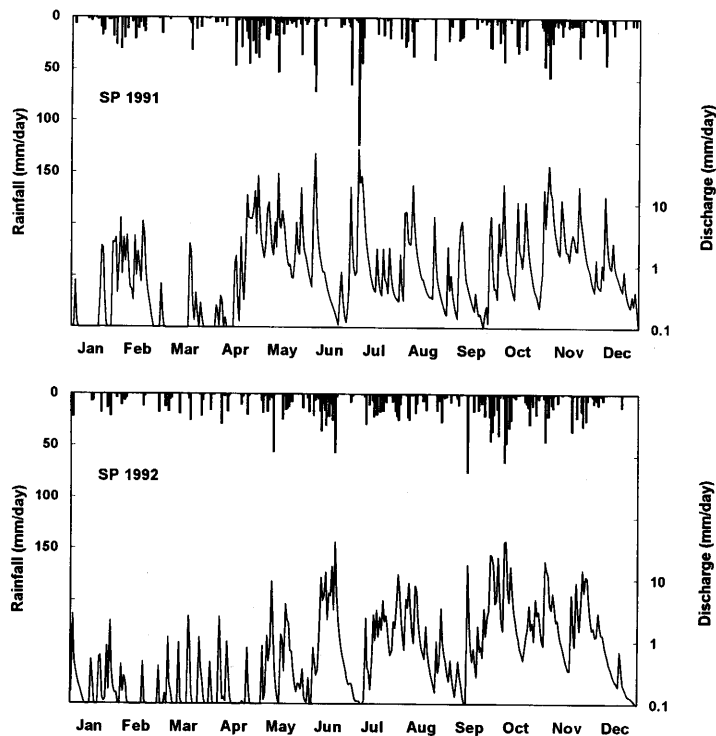 0
50
SP 1991
100
150
Rainfall (mm/day)
Discharge (mm/day)
10
1
0.1
Jan Feb Mar Apr May Jun Jul Aug Sep Oct Nov Dec
0
50
SP 1992
100
150
Rainfall (mm/day)
Discharge (mm/day)
10
1
0.1
Jan Feb Mar Apr May Jun Jul Aug Sep Oct Nov Dec